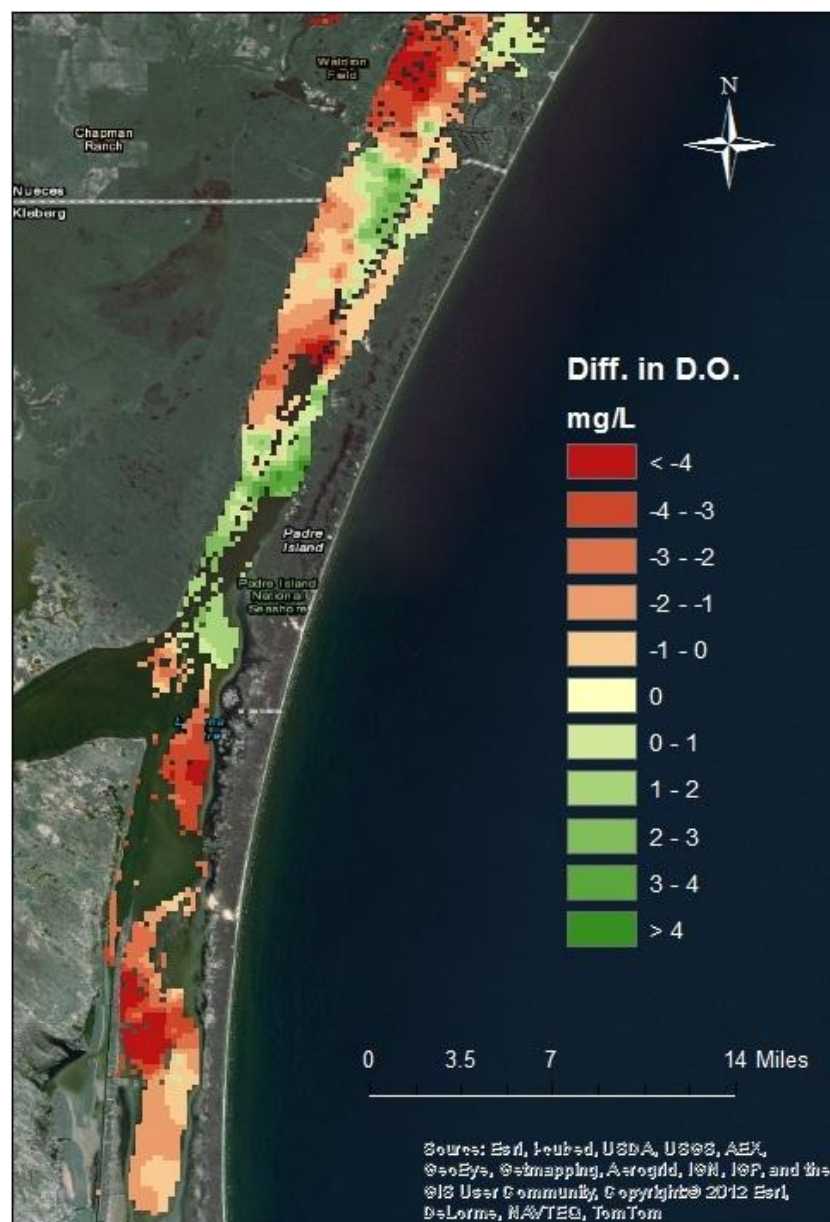 Waldron
Field
Chapman
Ranch
Nueces
Kleberg
N
Diff. in D.O.
mg/L
< -4
-4 - -3
-3 - -2
-2 - -1
-1 - 0
0
0 - 1
1 - 2
2 - 3
3 - 4
> 4
Padre
Island
Padre Island
National
Seashore
0 3.5 7 14 Miles
Source: Esri, i-cubed, USDA, USGS, AEX,
GeoEye, Getmapping, Aerogrid, IGN, IGP, and the
GIS User Community, Copyright:© 2012 Esri,
DeLorme, NAVTEQ, TomTom